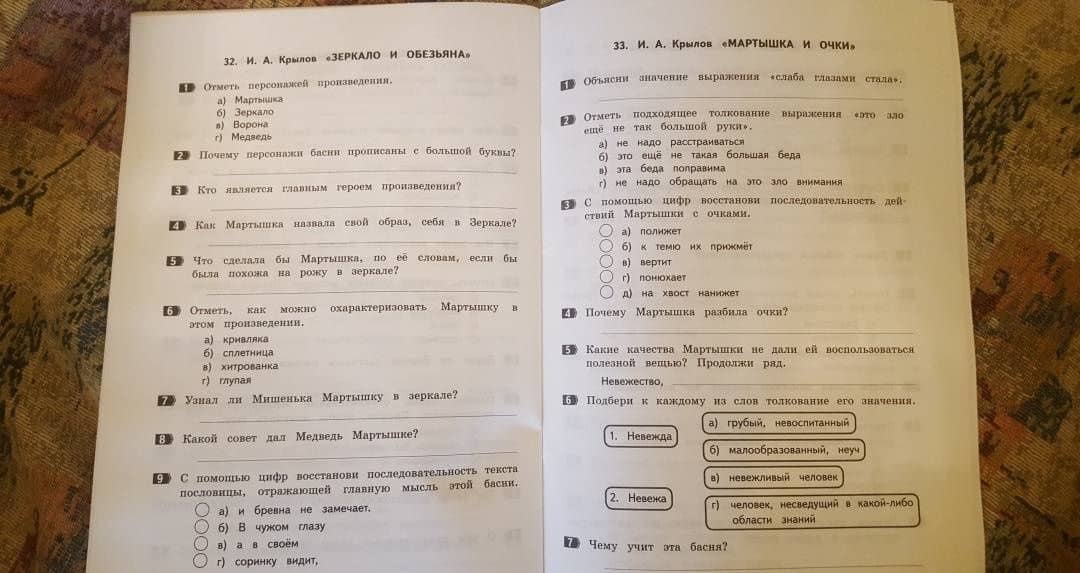 32. И. А. Крылов «ЗЕРКАЛО И ОБЕЗЬЯНА»
1 Отметь персонажей произведения.
а) Мартышка
б) Зеркало
в) Ворона
г) Медведь
2 Почему персонажи басни прописаны с большой буквы?
3 Кто является главным героем произведения?
4 Как Мартышка назвала свой образ, себя в Зеркале?
5 Что сделала бы Мартышка, по её словам, если бы
была похожа на рожу в зеркале?
6 Отметь, как можно охарактеризовать Мартышку в
этом произведении.
а) кривляка
б) сплетница
в) хитрованка
г) глупая
7 Узнал ли Мишенька Мартышку в зеркале?
8 Какой совет дал Медведь Мартышке?
9 С помощью цифр восстанови последовательность текста
пословицы, отражающей главную мысль этой басни.
а) и бревна не замечает.
б) В чужом глазу
в) а в своём
г) соринку видит,
33. И. А. Крылов «МАРТЫШКА И ОЧКИ»
1 Объясни значение выражения «слаба глазами стала».
2 Отметь подходящее толкование выражения «это зло
ещё не так большой руки».
а) не надо расстраиваться
б) это ещё не такая большая беда
в) эта беда поправима
г) не надо обращать на это зло внимания
3 С помощью цифр восстанови последовательность дей-
ствий Мартышки с очками.
а) полижет
б) к темю их прижмёт
в) вертит
г) понюхает
д) на хвост нанижет
4 Почему Мартышка разбила очки?
5 Какие качества Мартышки не дали ей воспользоваться
полезной вещью? Продолжи ряд.
Невежество,
6 Подбери к каждому из слов толкование его значения.
1. Невежда
2. Невежа
а) грубый, невоспитанный
б) малообразованный, неуч
в) невежливый человек
г) человек, несведущий в какой-либо
области знаний
7 Чему учит эта басня?